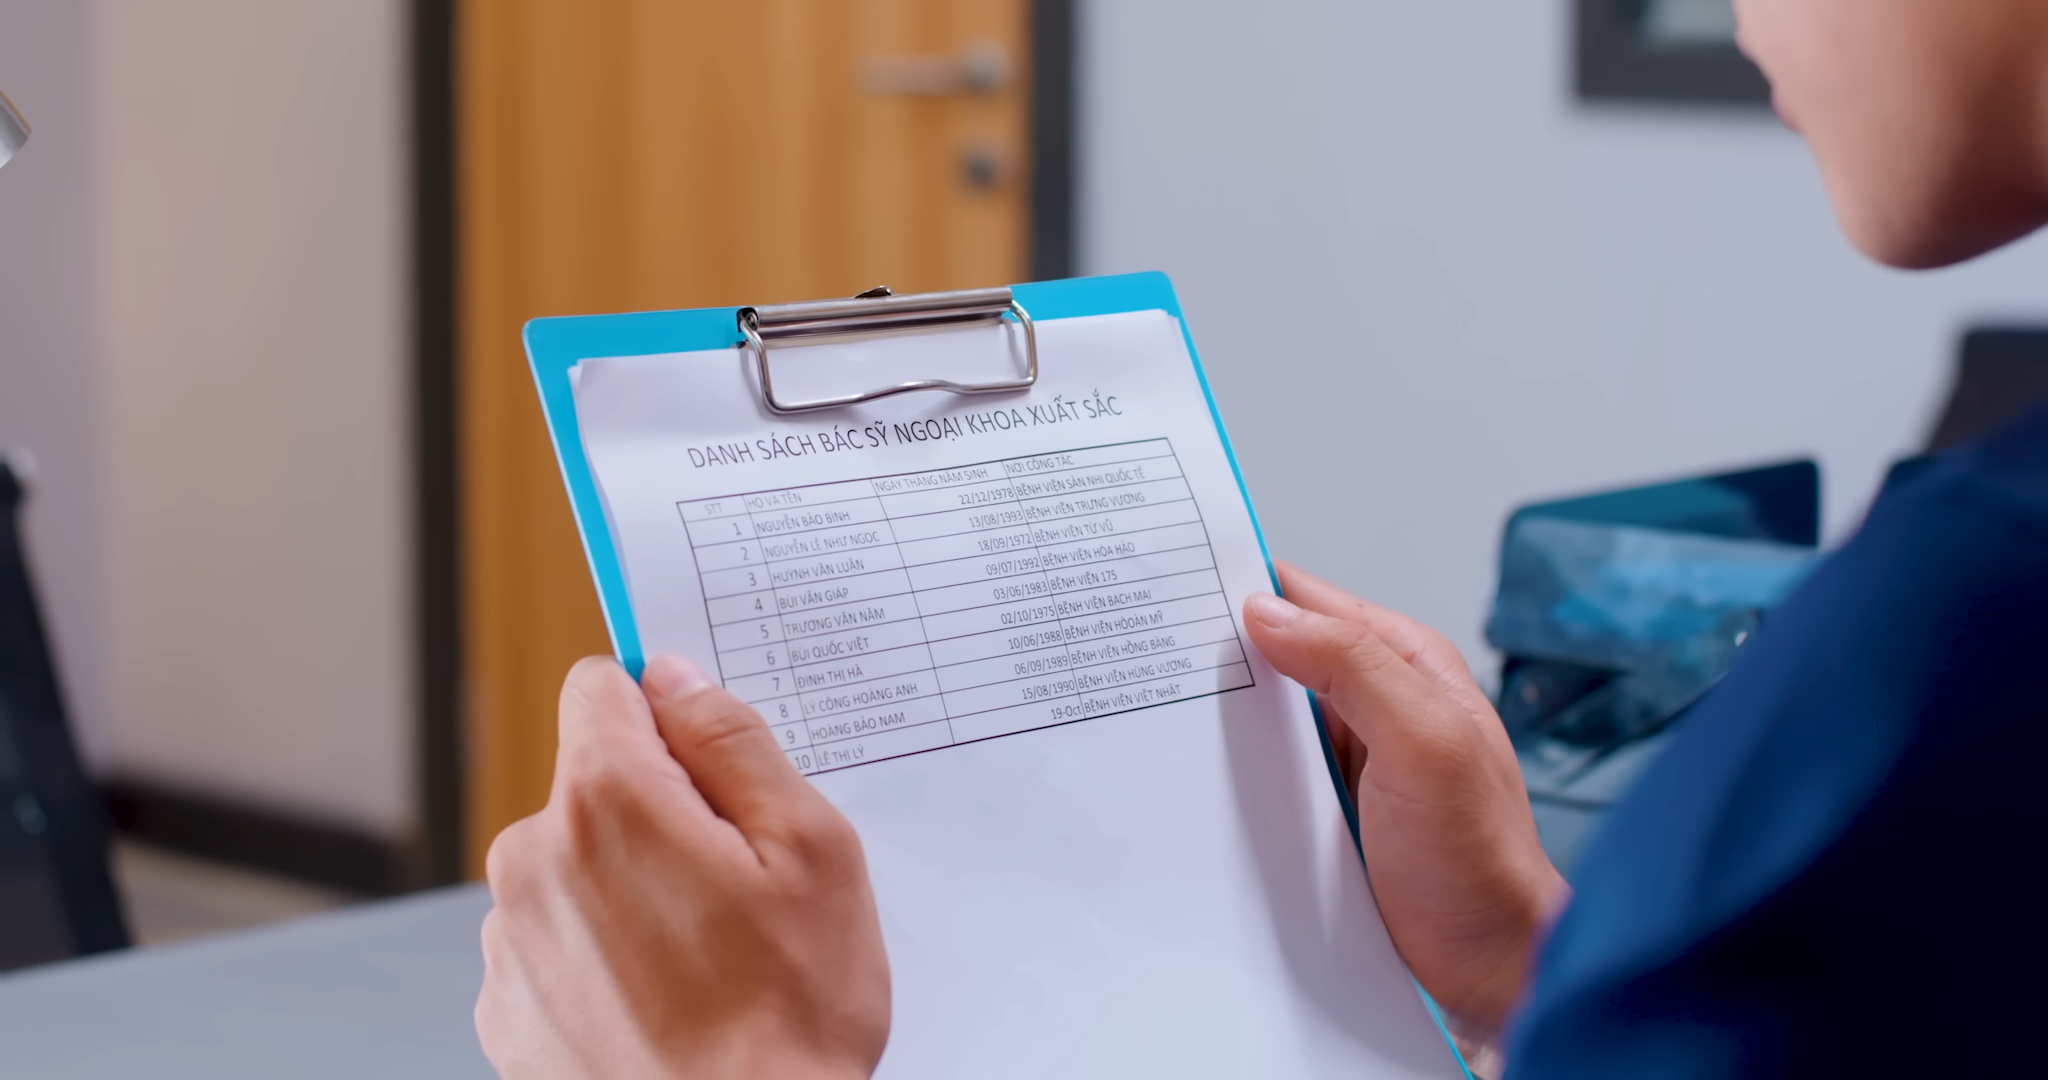 DANH SÁCH BÁC SỸ NGOẠI KHOA XUẤT SẮC
STT HỌ VÀ TÊN NGÀY THÁNG NĂM SINH NƠI CÔNG TÁC
1 NGUYỄN BẢO BÌNH 22/12/1978 BỆNH VIỆN SẢN NHI QUỐC TẾ
2 NGUYỄN LÊ NHƯ NGỌC 13/08/1993 BỆNH VIỆN TRƯNG VƯƠNG
3 HUỲNH VĂN LUÂN 18/09/1972 BỆNH VIỆN TỪ VŨ
4 BÙI VĂN GIÁP 09/07/1992 BỆNH VIỆN HÒA HẢO
5 TRƯƠNG VĂN NĂM 03/06/1983 BỆNH VIỆN 175
6 BÙI QUỐC VIỆT 02/10/1975 BỆNH VIỆN BẠCH MAI
7 ĐINH THỊ HÀ 10/06/1988 BỆNH VIỆN HÒOÀN MỸ
8 LÝ CÔNG HOÀNG ANH 06/09/1989 BỆNH VIỆN HỒNG BÀNG
9 HOÀNG BẢO NAM 15/08/1990 BỆNH VIỆN HÙNG VƯƠNG
10 LÊ THỊ LÝ 19-Oct BỆNH VIỆN VIỆT NHẬT